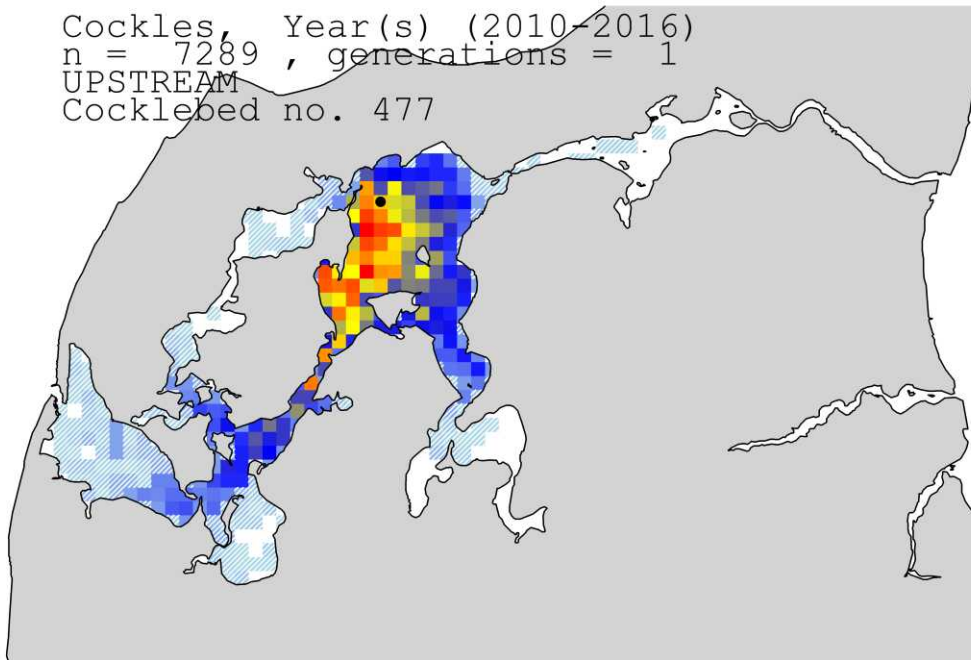 Cockles, Year(s) (2010-2016)
n = 7289 , generations = 1
UPSTREAM
Cocklebed no. 477